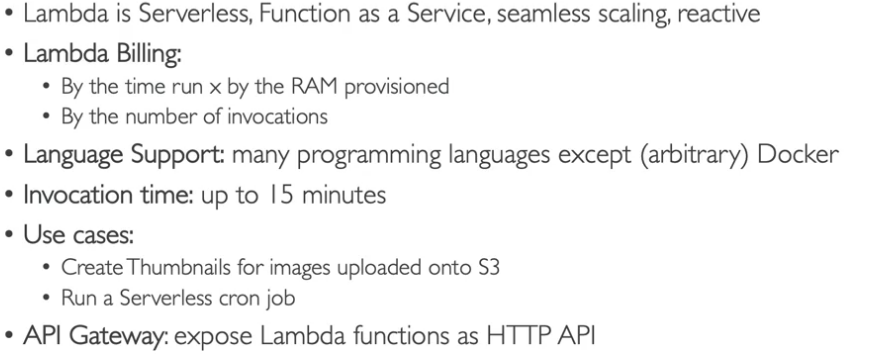 • Lambda is Serverless, Function as a Service, seamless scaling, reactive
• Lambda Billing:
• By the time run x by the RAM provisioned
• By the number of invocations
• Language Support: many programming languages except (arbitrary) Docker
• Invocation time: up to 15 minutes
• Use cases:
• Create Thumbnails for images uploaded onto S3
• Run a Serverless cron job
• API Gateway: expose Lambda functions as HTTP API